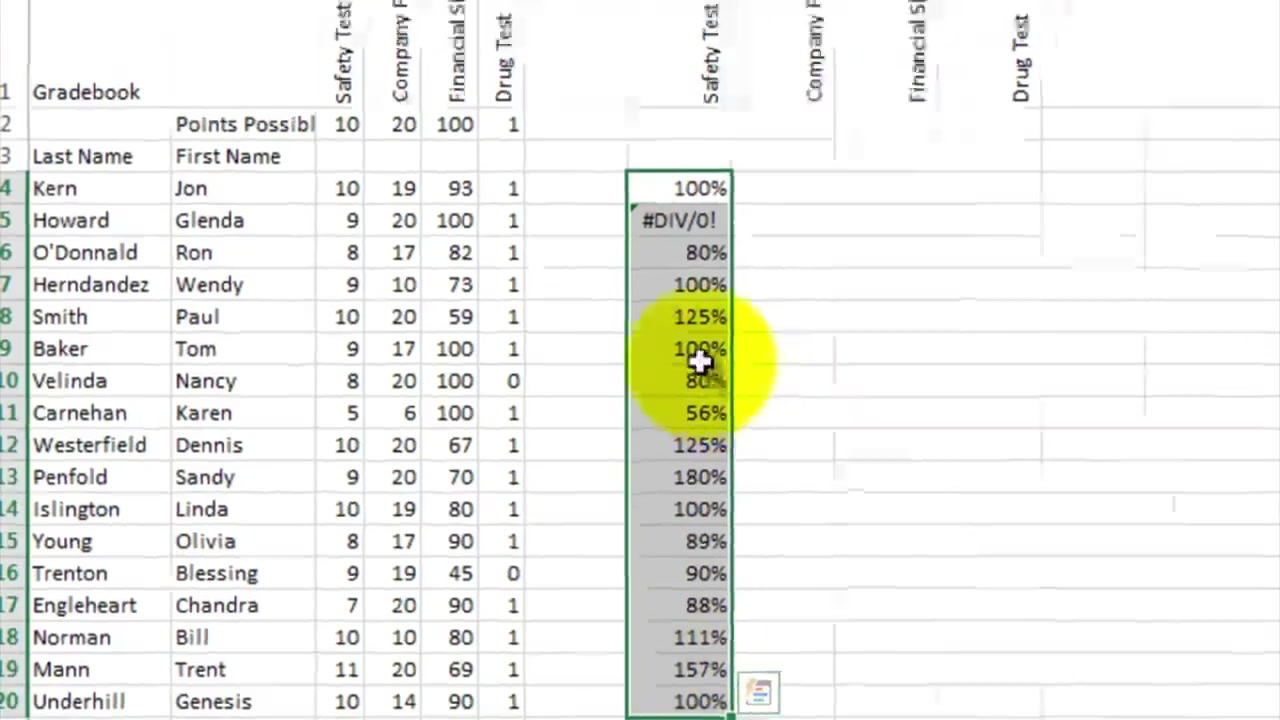 Safety Test Company F Financial S Drug Test Safety Test Company F Financial S Drug Test
1 Gradebook
2 Points Possibl 10 20 100 1
3 Last Name First Name
4 Kern Jon 10 19 93 1 100%
5 Howard Glenda 9 20 100 1 #DIV/0!
6 O'Donnald Ron 8 17 82 1 80%
7 Herndandez Wendy 9 10 73 1 100%
8 Smith Paul 10 20 59 1 125%
9 Baker Tom 9 17 100 1 100%
10 Velinda Nancy 8 20 100 0 80%
11 Carnehan Karen 5 6 100 1 56%
12 Westerfield Dennis 10 20 67 1 125%
13 Penfold Sandy 9 20 70 1 180%
14 Islington Linda 10 19 80 1 100%
15 Young Olivia 8 17 90 1 89%
16 Trenton Blessing 9 19 45 0 90%
17 Engleheart Chandra 7 20 90 1 88%
18 Norman Bill 10 10 80 1 111%
19 Mann Trent 11 20 69 1 157%
20 Underhill Genesis 10 14 90 1 100%